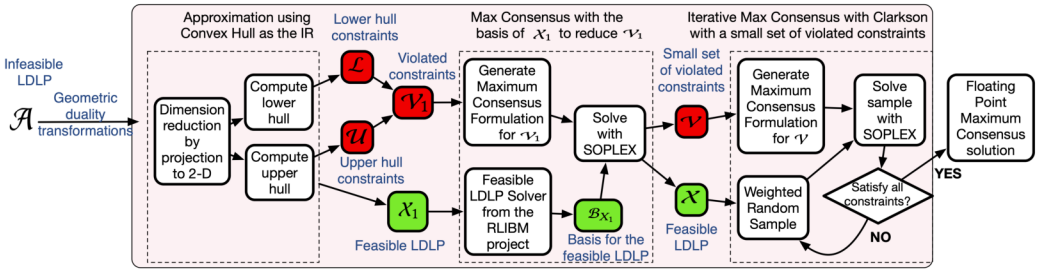 Approximation using
Convex Hull as the IR
Lower hull
constraints
Max Consensus with the
basis of 𝒳₁ to reduce 𝒱₁
Iterative Max Consensus with Clarkson
with a small set of violated constraints
Infeasible
LDLP
𝒜
Geometric
duality
transformations
Dimension
reduction
by
projection
to 2-D
Compute
lower
hull
Compute
upper
hull
ℒ
𝒰
Upper hull
constraints
Violated
constraints
𝒱₁
𝒳₁
Feasible LDLP
Generate
Maximum
Consensus
Formulation
for 𝒱₁
Feasible
LDLP Solver
from the
RLIBM
project
Solve
with
SOPLEX
ℬ𝒳₁
Basis for the
feasible LDLP
Small set
of violated
constraints
𝒱
𝒳
Feasible
LDLP
Generate
Maximum
Consensus
Formulation
for 𝒱
Weighted
Random
Sample
Solve
sample
with
SOPLEX
Satisfy all
constraints?
NO
YES
Floating
Point
Maximum
Consensus
solution